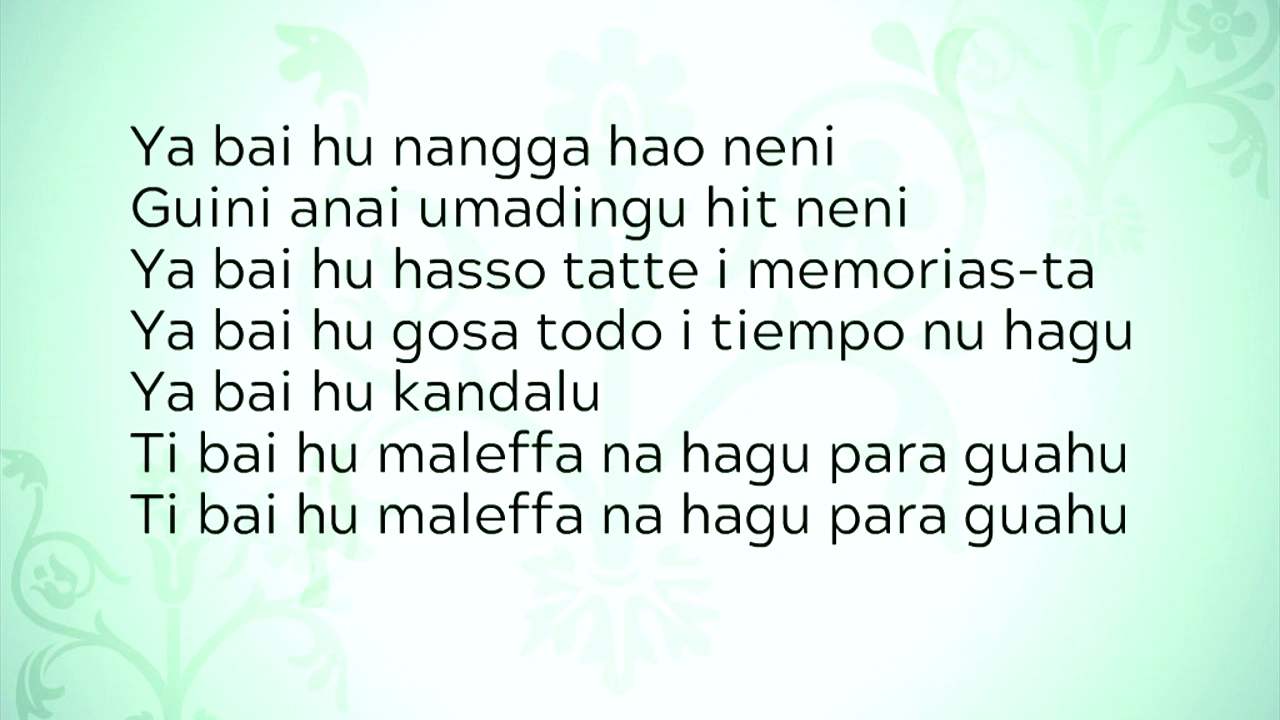 Ya bai hu nangga hao neni
Guini anai umadingu hit neni
Ya bai hu hasso tatte i memorias-ta
Ya bai hu gosa todo i tiempo nu hagu
Ya bai hu kandalu
Ti bai hu maleffa na hagu para guahu
Ti bai hu maleffa na hagu para guahu